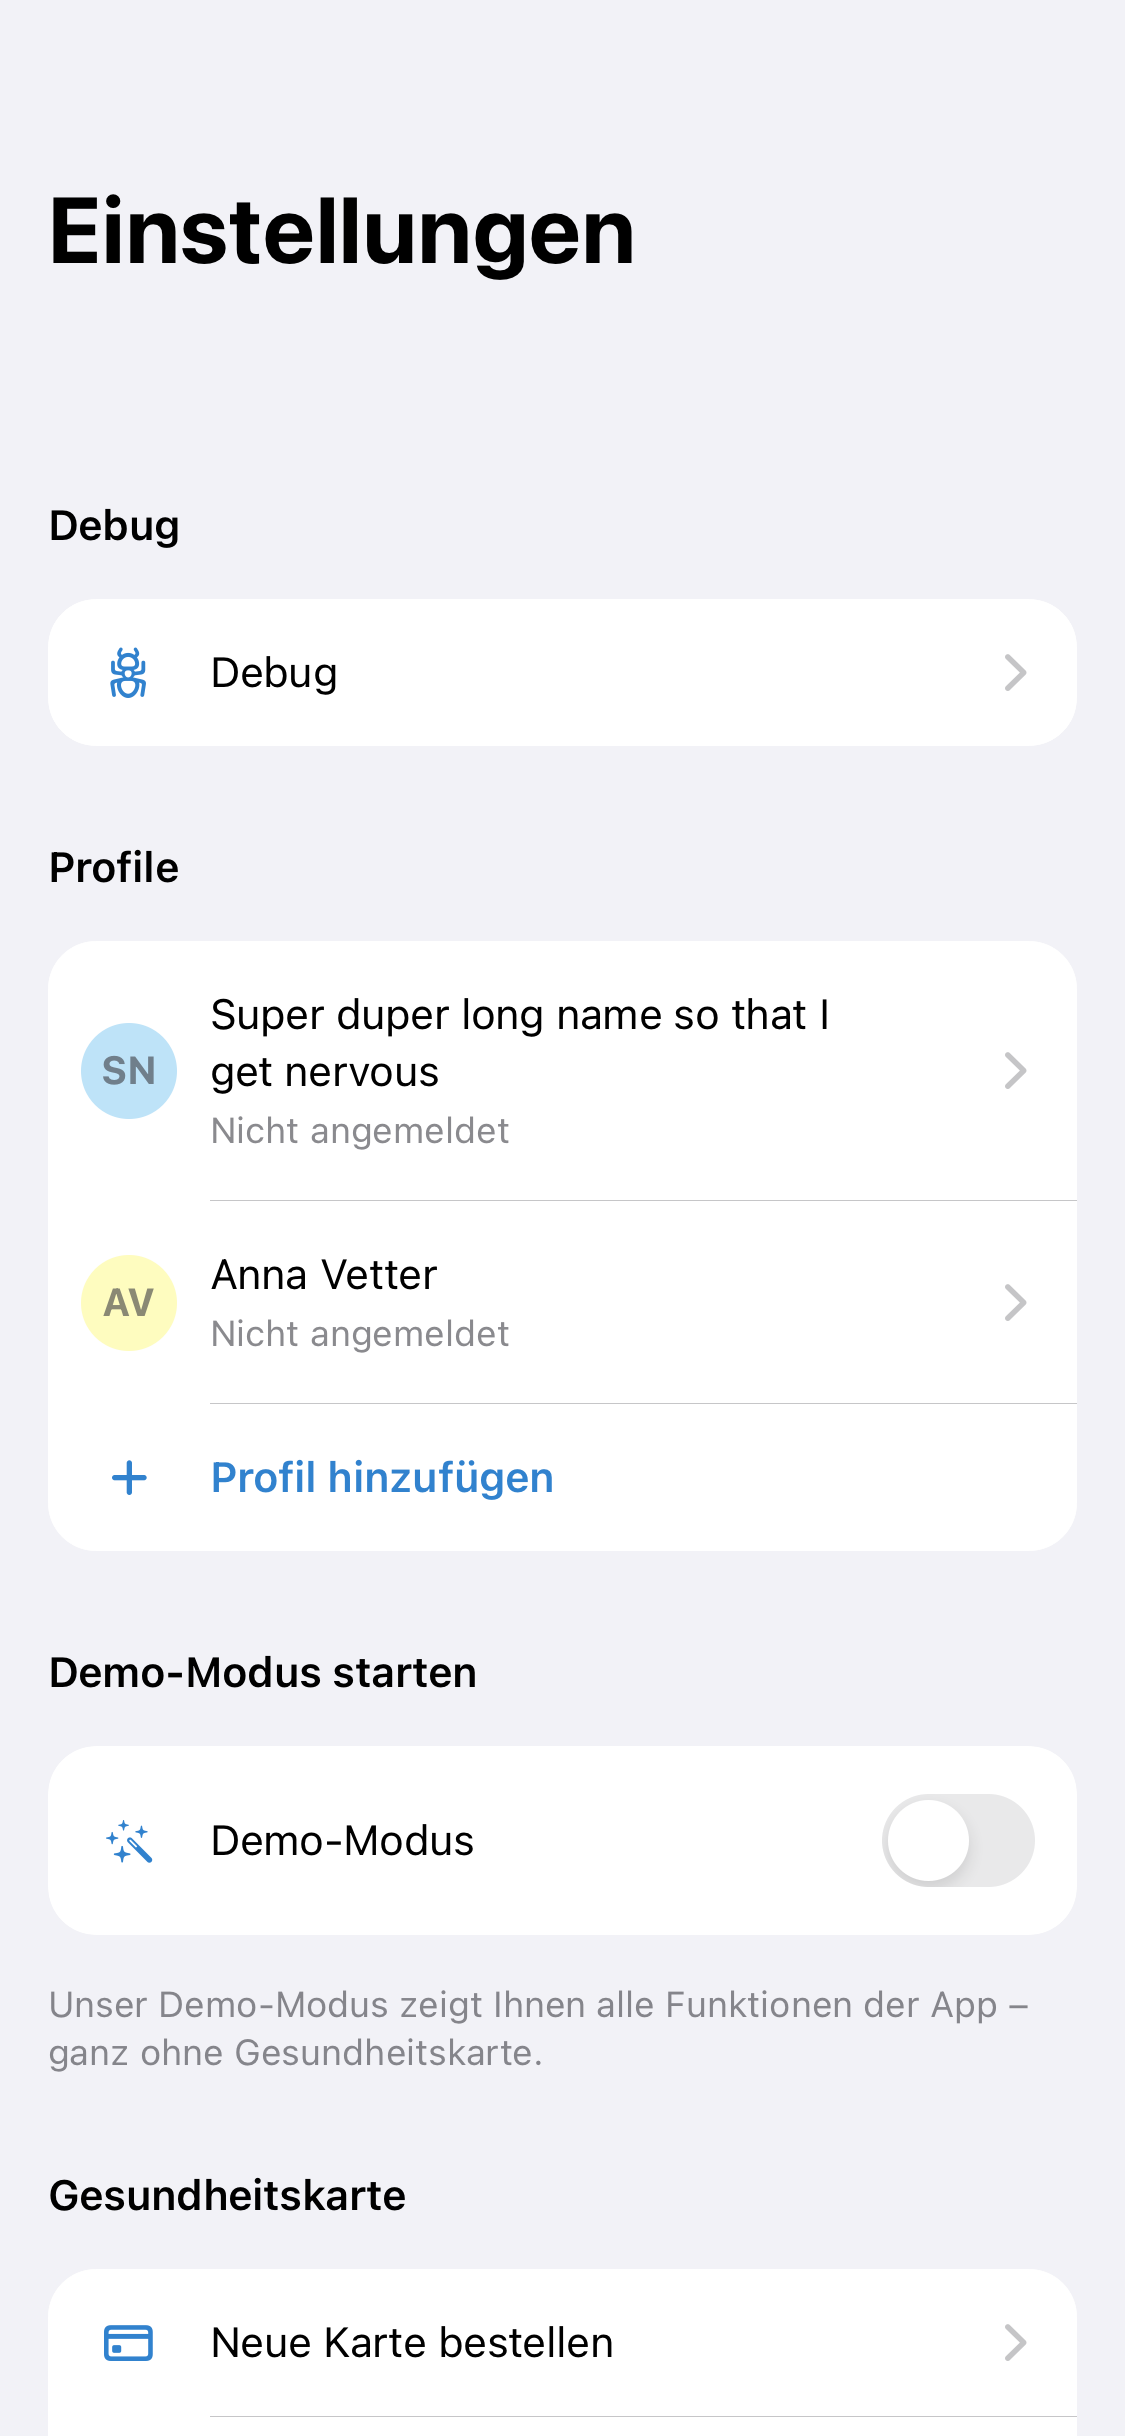 Einstellungen
Debug
Debug
Profile
SN
Super duper long name so that I
get nervous
Nicht angemeldet
AV
Anna Vetter
Nicht angemeldet
Profil hinzufügen
Demo-Modus starten
Demo-Modus
Unser Demo-Modus zeigt Ihnen alle Funktionen der App –
ganz ohne Gesundheitskarte.
Gesundheitskarte
Neue Karte bestellen